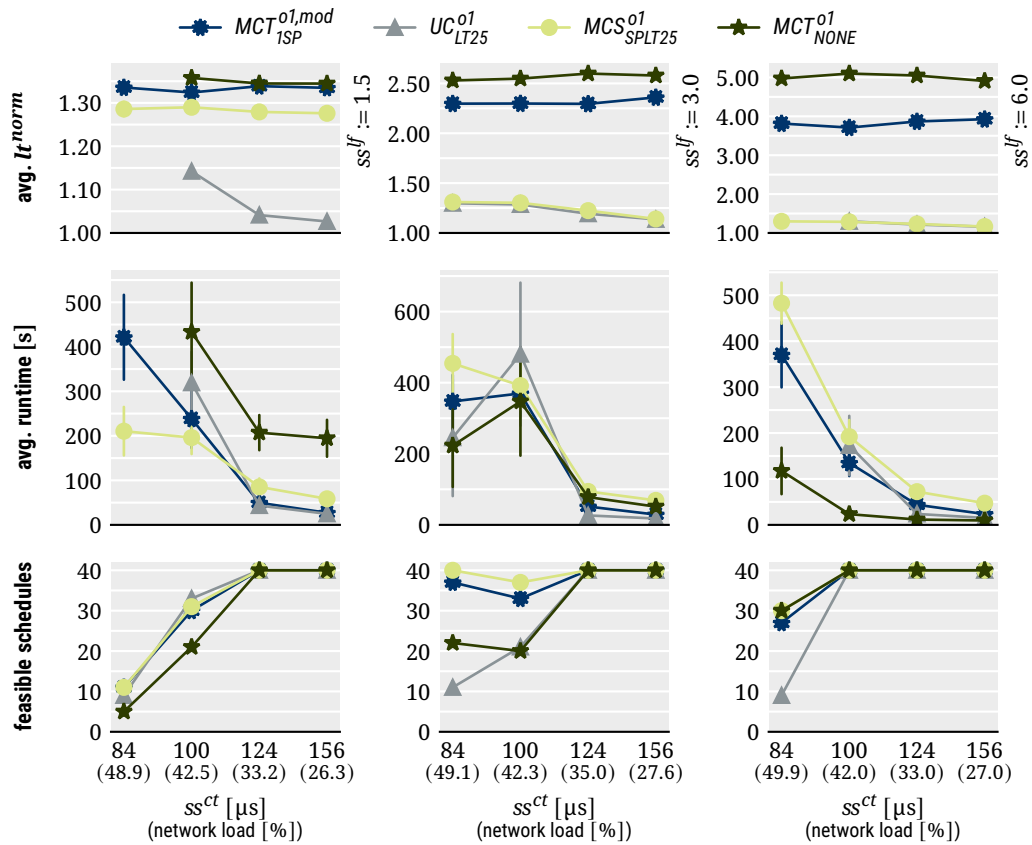 MCT^{o1,mod}_{1SP} UC^{o1}_{LT25} MCS^{o1}_{SPLT25} MCT^{o1}_{NONE}
avg. lt^{norm}
1.30
1.20
1.10
1.00
ss^{lf} := 1.5
2.50
2.00
1.50
1.00
ss^{lf} := 3.0
5.00
4.00
3.00
2.00
1.00
ss^{lf} := 6.0
avg. runtime [s]
500
400
300
200
100
0
600
400
200
0
500
400
300
200
100
0
feasible schedules
40
30
20
10
0
40
30
20
10
0
40
30
20
10
0
84 100 124 156
(48.9) (42.5) (33.2) (26.3)
ss^{ct} [µs]
(network load [%])
84 100 124 156
(49.1) (42.3) (35.0) (27.6)
ss^{ct} [µs]
(network load [%])
84 100 124 156
(49.9) (42.0) (33.0) (27.0)
ss^{ct} [µs]
(network load [%])